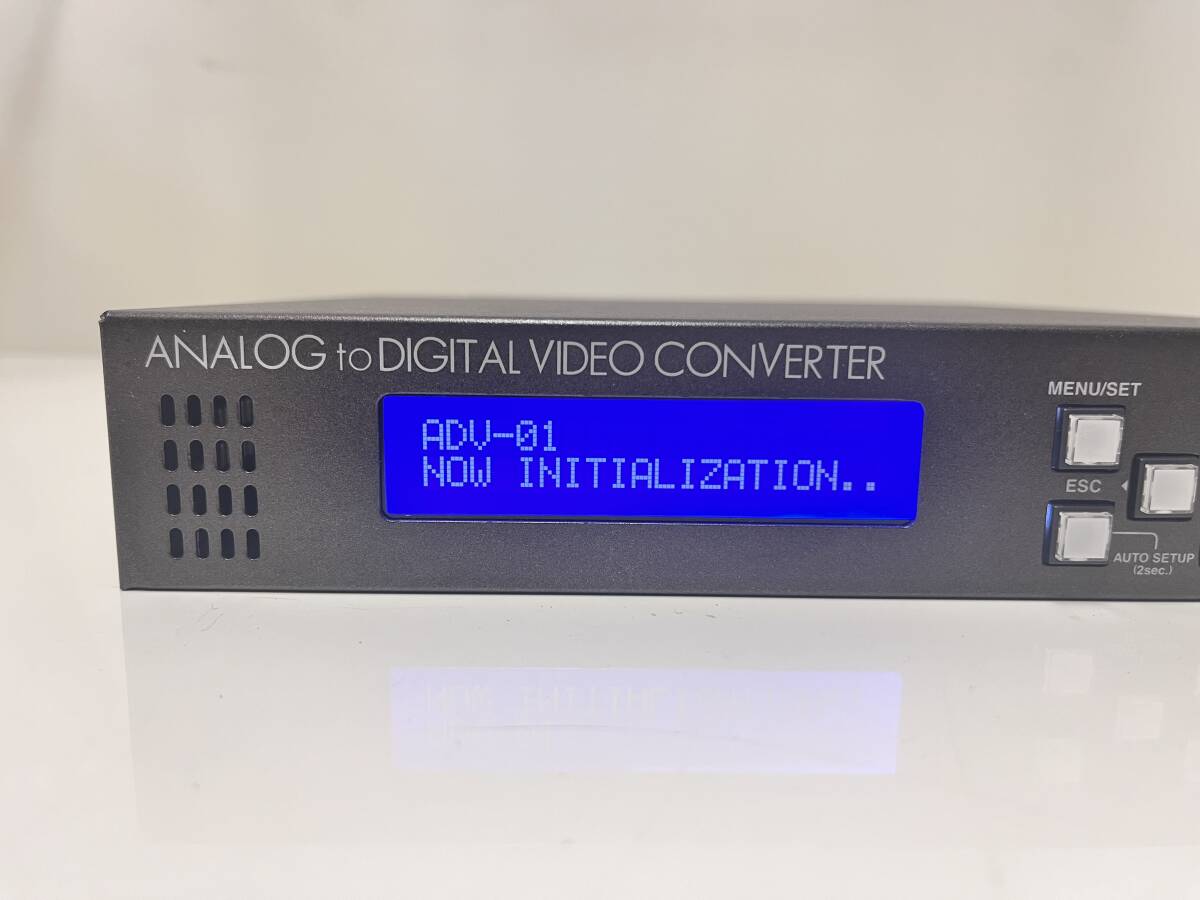 ANALOG to DIGITAL VIDEO CONVERTER
ADV-01
NOW INITIALIZATION..
MENU/SET
ESC
AUTO SETUP
(2sec.)